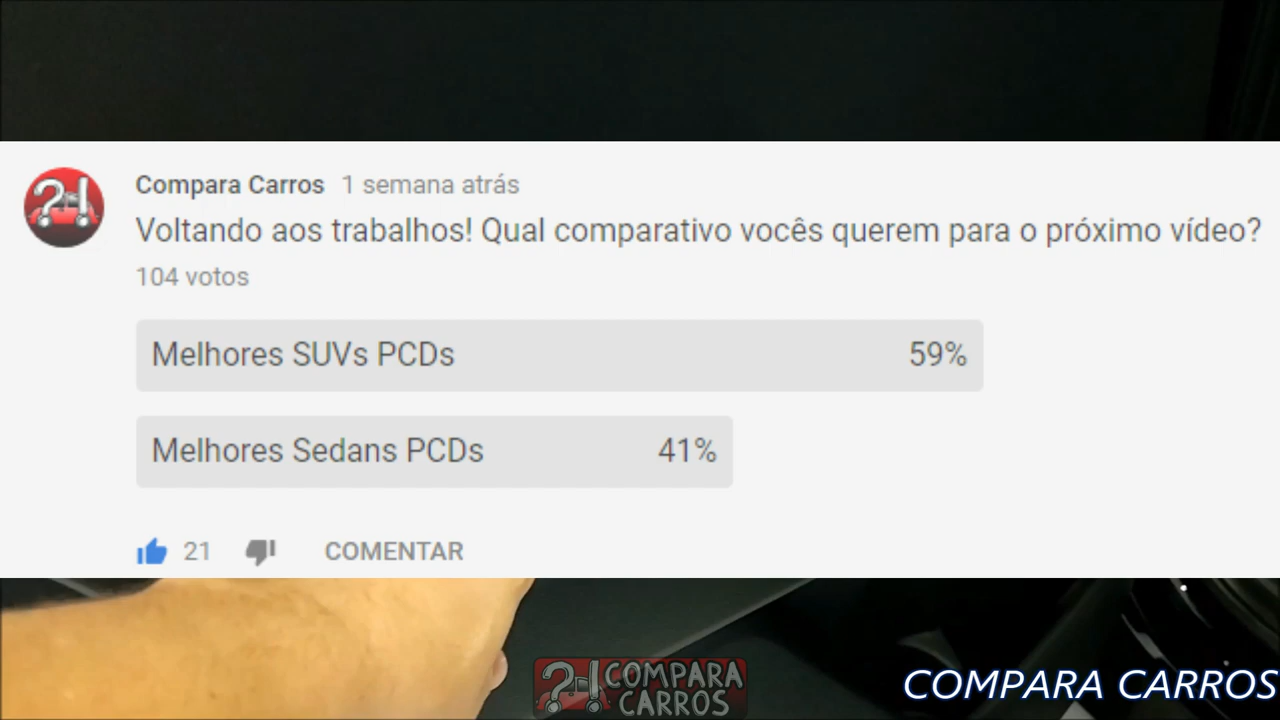 ?!
Compara Carros 1 semana atrás
Voltando aos trabalhos! Qual comparativo vocês querem para o próximo vídeo?
104 votos
Melhores SUVs PCDs 59%
Melhores Sedans PCDs 41%
21 COMENTAR
?! COMPARA
CARROS
COMPARA CARROS